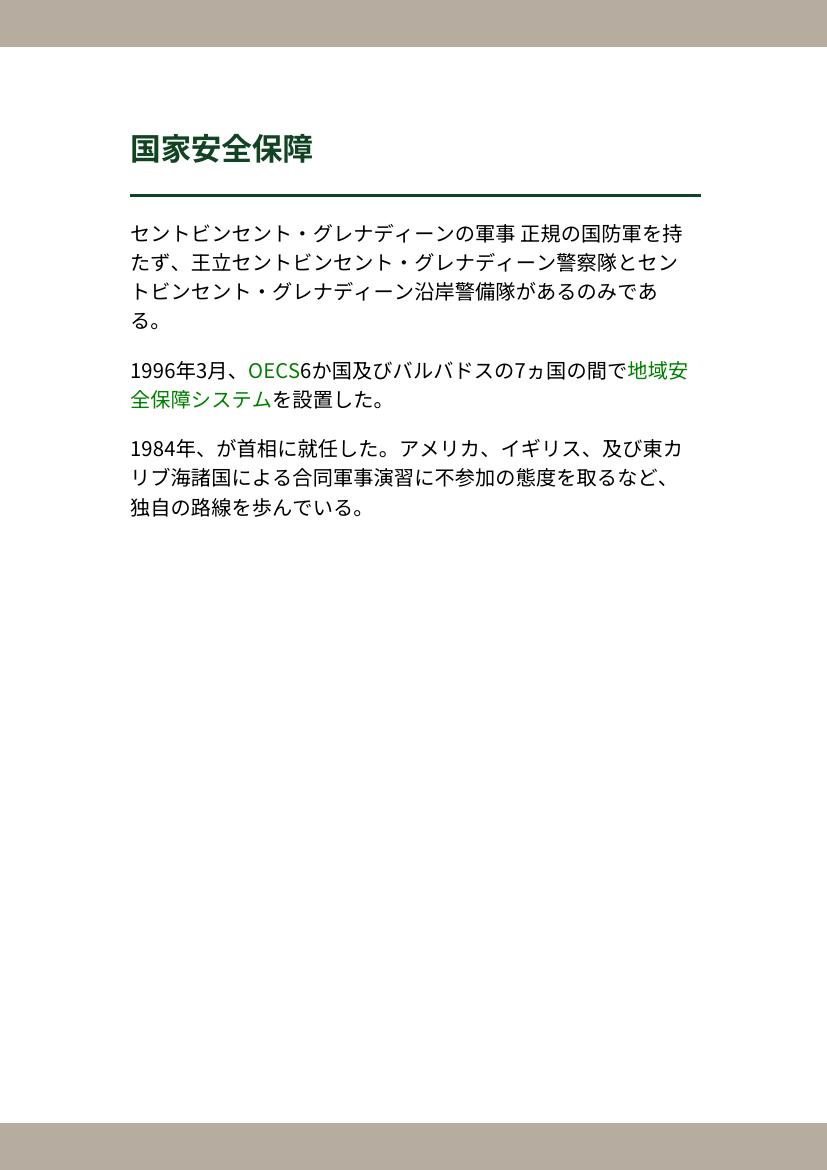 国家安全保障
セントビンセント・グレナディーンの軍事 正規の国防軍を持
たず、王立セントビンセント・グレナディーン警察隊とセン
トビンセント・グレナディーン沿岸警備隊があるのみであ
る。
1996年3月、OECS6か国及びバルバドスの7ヵ国の間で地域安
全保障システムを設置した。
1984年、が首相に就任した。アメリカ、イギリス、及び東カ
リブ海諸国による合同軍事演習に不参加の態度を取るなど、
独自の路線を歩んでいる。